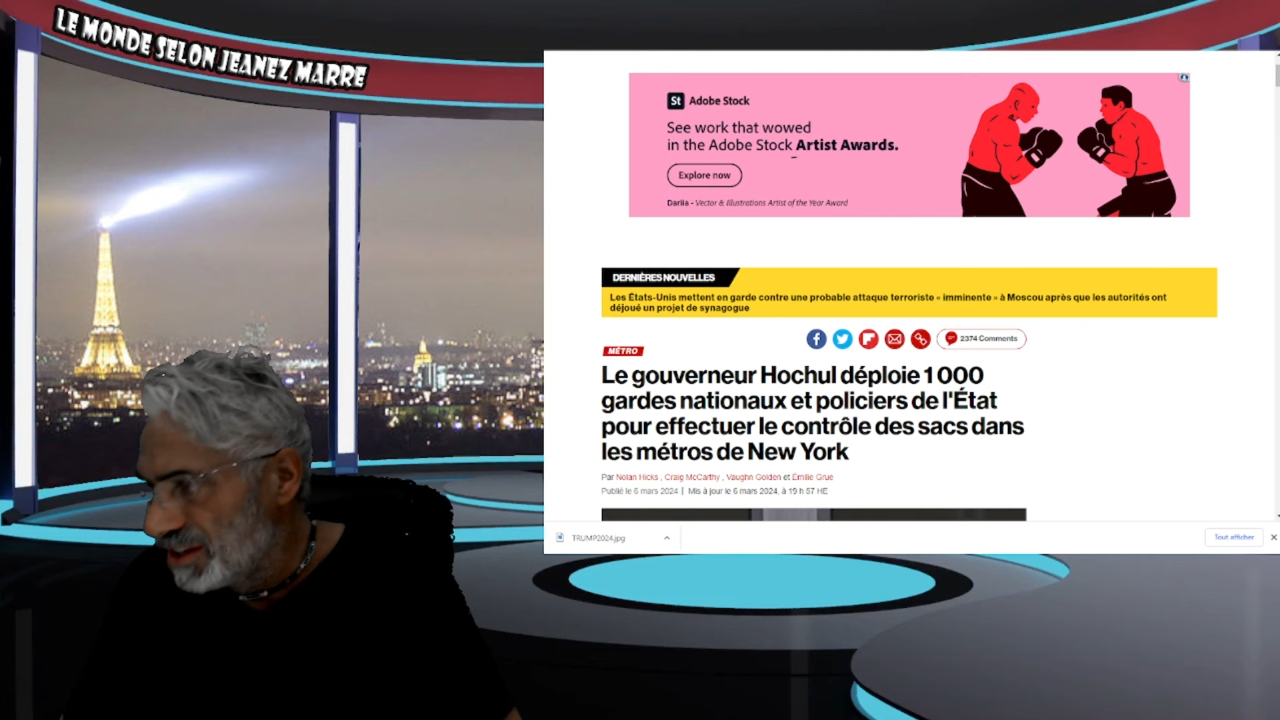 LE MONDE SELON JEANEZ MARRE
St Adobe Stock
See work that wowed
in the Adobe Stock Artist Awards.
Explore now
Dariia - Vector & Illustrations Artist of the Year Award
DERNIÈRES NOUVELLES
Les États-Unis mettent en garde contre une probable attaque terroriste « imminente » à Moscou après que les autorités ont
déjoué un projet de synagogue
2374 Comments
MÉTRO
Le gouverneur Hochul déploie 1 000
gardes nationaux et policiers de l'État
pour effectuer le contrôle des sacs dans
les métros de New York
Par Nolan Hicks , Craig McCarthy , Vaughn Golden et Émilie Grue
Publié le 6 mars 2024 | Mis à jour le 6 mars 2024, à 19 h 57 HE
TRUMP2024.jpg
Tout afficher